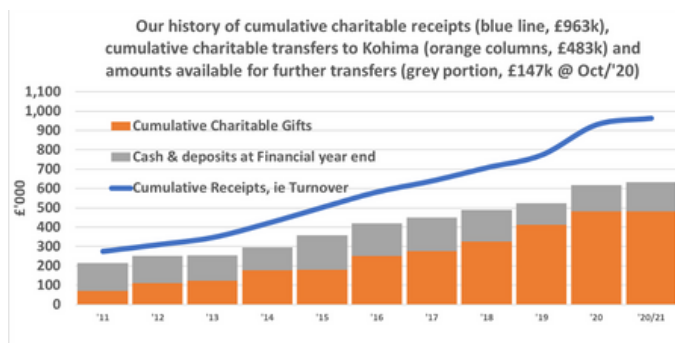 Our history of cumulative charitable receipts (blue line, £963k),
cumulative charitable transfers to Kohima (orange columns, £483k) and
amounts available for further transfers (grey portion, £147k @ Oct/'20)
1,100
1,000
900
800
700
600
500
400
300
200
100
0
£'000
Cumulative Charitable Gifts
Cash & deposits at Financial year end
Cumulative Receipts, ie Turnover
'11 '12 '13 '14 '15 '16 '17 '18 '19 '20 '20/21